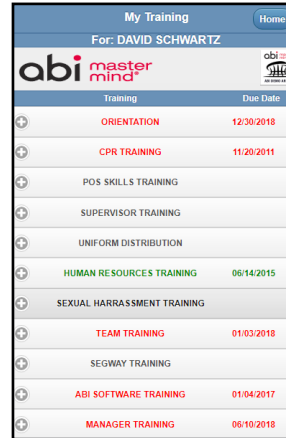 My Training
Home
For: DAVID SCHWARTZ
abi master mind®
Training Due Date
ORIENTATION 12/30/2018
CPR TRAINING 11/20/2011
POS SKILLS TRAINING
SUPERVISOR TRAINING
UNIFORM DISTRIBUTION
HUMAN RESOURCES TRAINING 06/14/2015
SEXUAL HARRASSMENT TRAINING
TEAM TRAINING 01/03/2018
SEGWAY TRAINING
ABI SOFTWARE TRAINING 01/04/2017
MANAGER TRAINING 06/10/2018